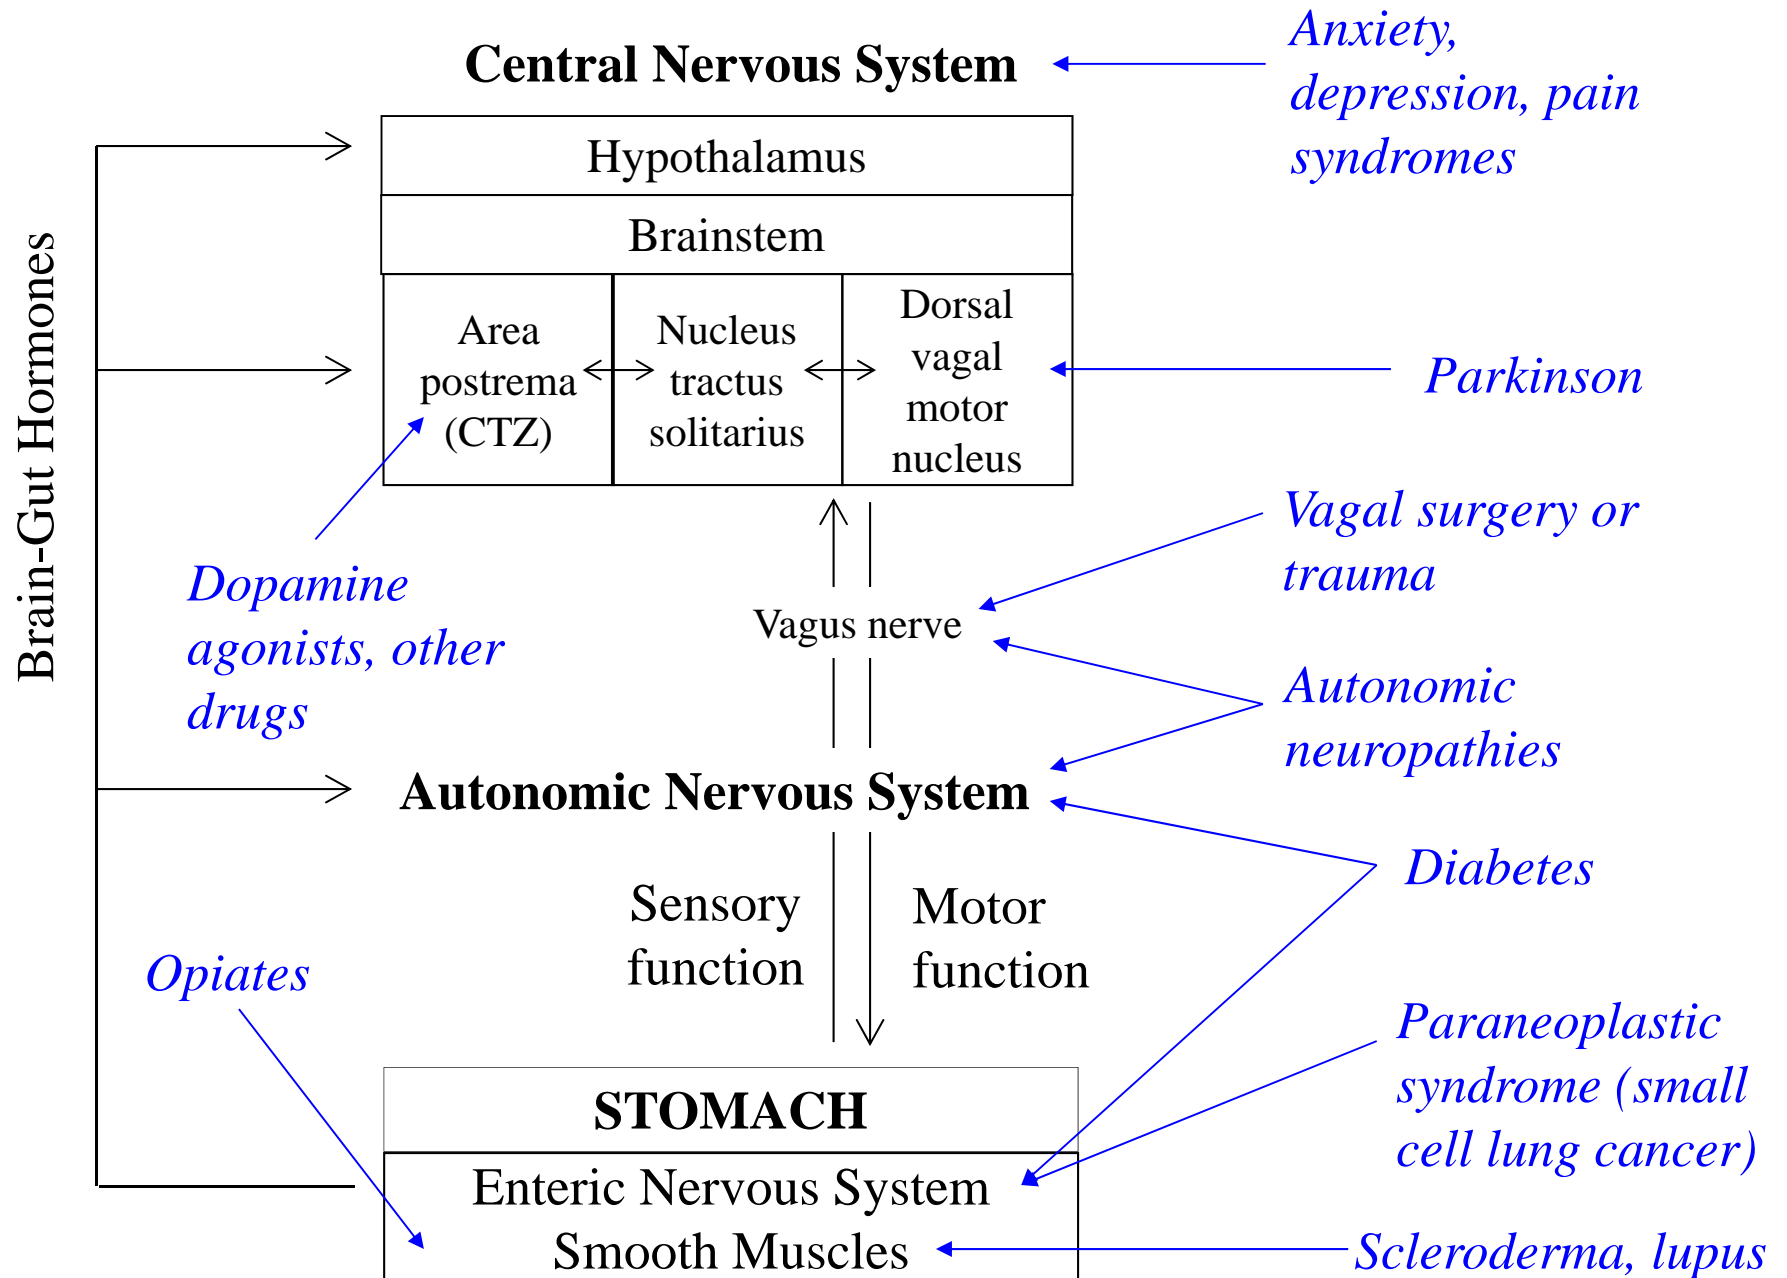 Central Nervous System
Anxiety,
depression, pain
syndromes
Hypothalamus
Brainstem
Area
postrema
(CTZ)
Nucleus
tractus
solitarius
Dorsal
vagal
motor
nucleus
Parkinson
Brain-Gut Hormones
Dopamine
agonists, other
drugs
Vagus nerve
Vagal surgery or
trauma
Autonomic
neuropathies
Autonomic Nervous System
Diabetes
Sensory
function
Motor
function
Opiates
Paraneoplastic
syndrome (small
cell lung cancer)
STOMACH
Enteric Nervous System
Smooth Muscles
Scleroderma, lupus